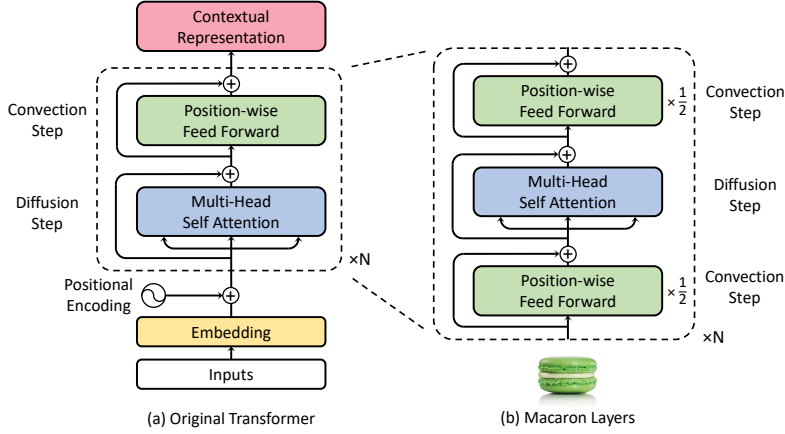 Contextual
Representation
Convection
Step
Position-wise
Feed Forward
Diffusion
Step
Multi-Head
Self Attention
×N
Positional
Encoding
Embedding
Inputs
(a) Original Transformer
Position-wise
Feed Forward
× 1/2
Convection
Step
Multi-Head
Self Attention
Diffusion
Step
Position-wise
Feed Forward
× 1/2
Convection
Step
×N
(b) Macaron Layers